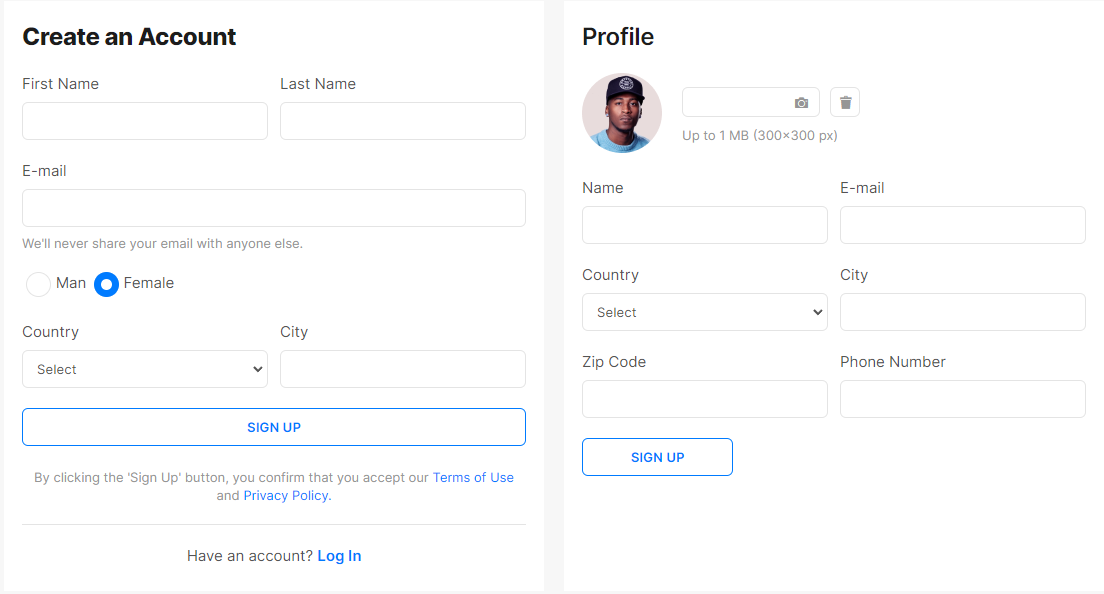 Create an Account
First Name Last Name
E-mail
We'll never share your email with anyone else.
Man Female
Country City
Select
SIGN UP
By clicking the 'Sign Up' button, you confirm that you accept our Terms of Use
and Privacy Policy.
Have an account? Log In
Profile
Up to 1 MB (300×300 px)
Name E-mail
Country City
Select
Zip Code Phone Number
SIGN UP